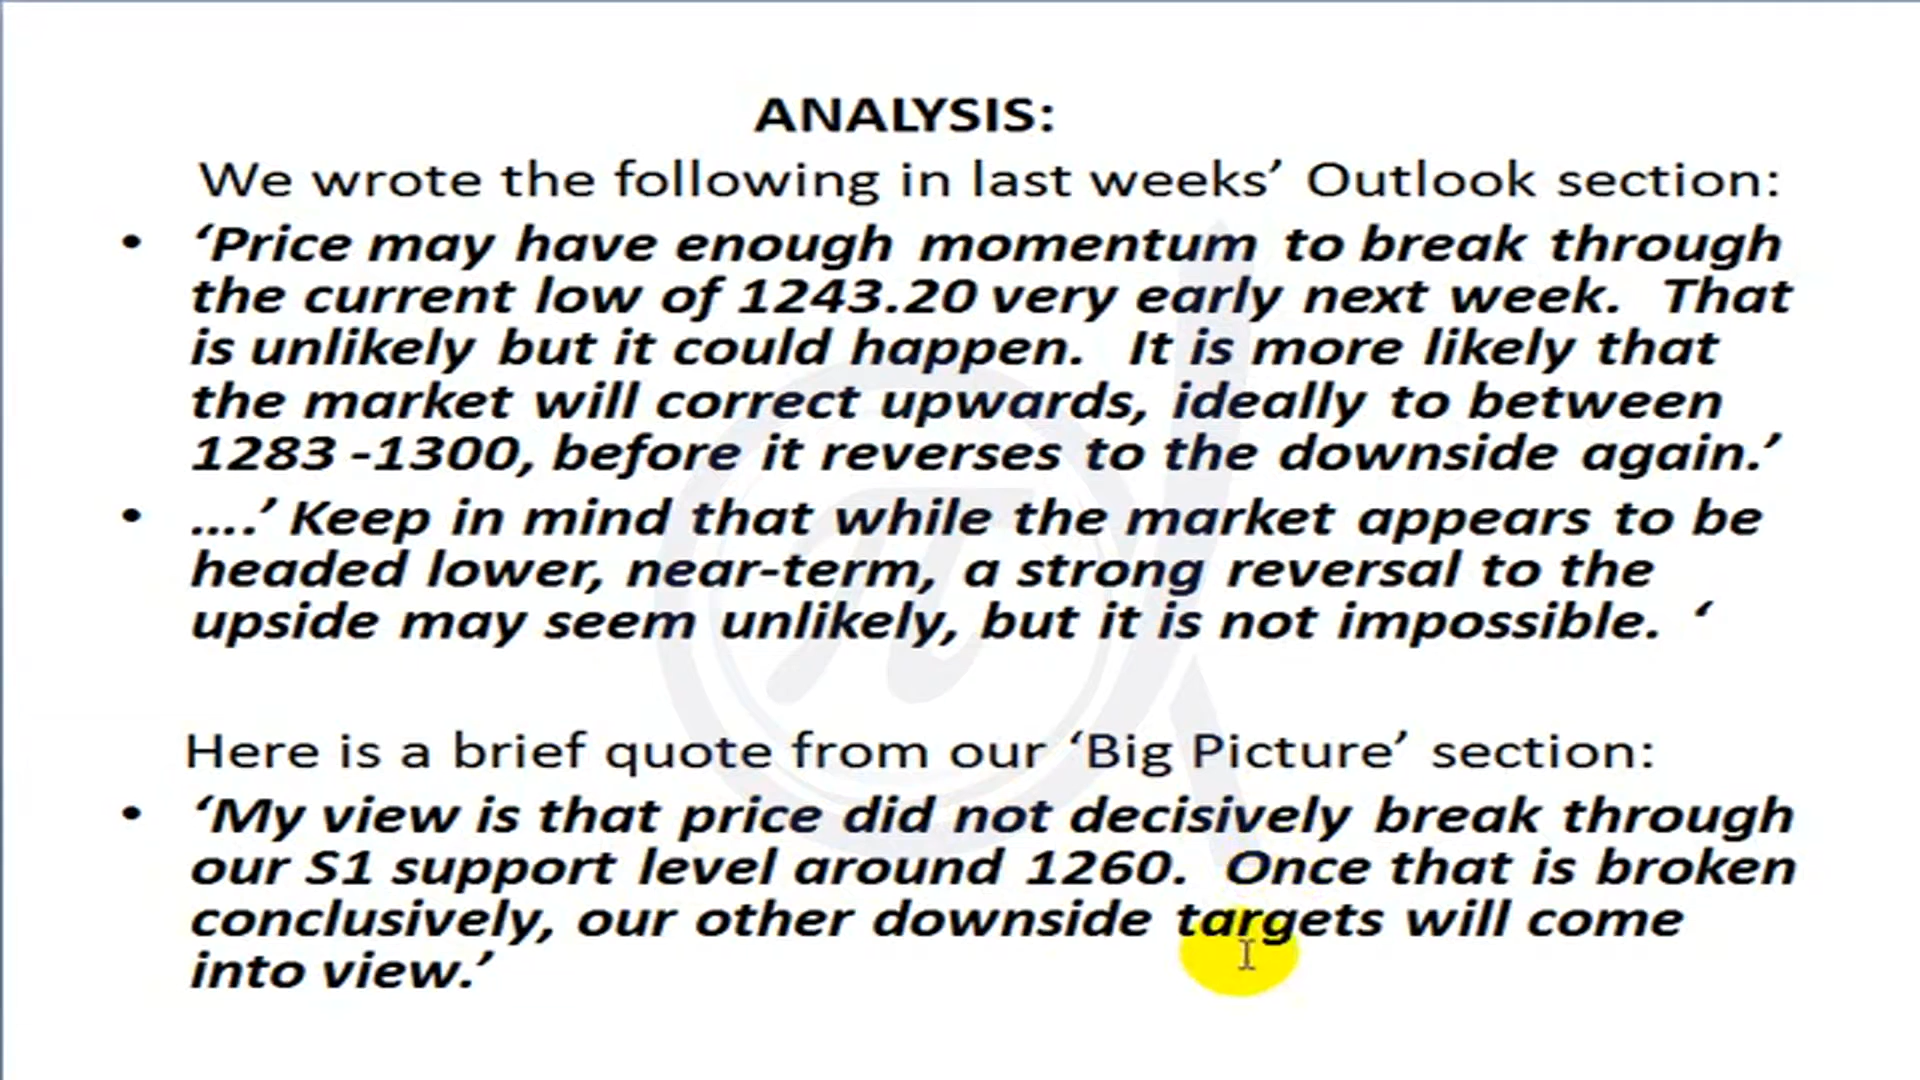 ANALYSIS:
We wrote the following in last weeks’ Outlook section:
• ‘Price may have enough momentum to break through
the current low of 1243.20 very early next week. That
is unlikely but it could happen. It is more likely that
the market will correct upwards, ideally to between
1283 -1300, before it reverses to the downside again.’
• ….’ Keep in mind that while the market appears to be
headed lower, near-term, a strong reversal to the
upside may seem unlikely, but it is not impossible. ‘
Here is a brief quote from our ‘Big Picture’ section:
• ‘My view is that price did not decisively break through
our S1 support level around 1260. Once that is broken
conclusively, our other downside targets will come
into view.’